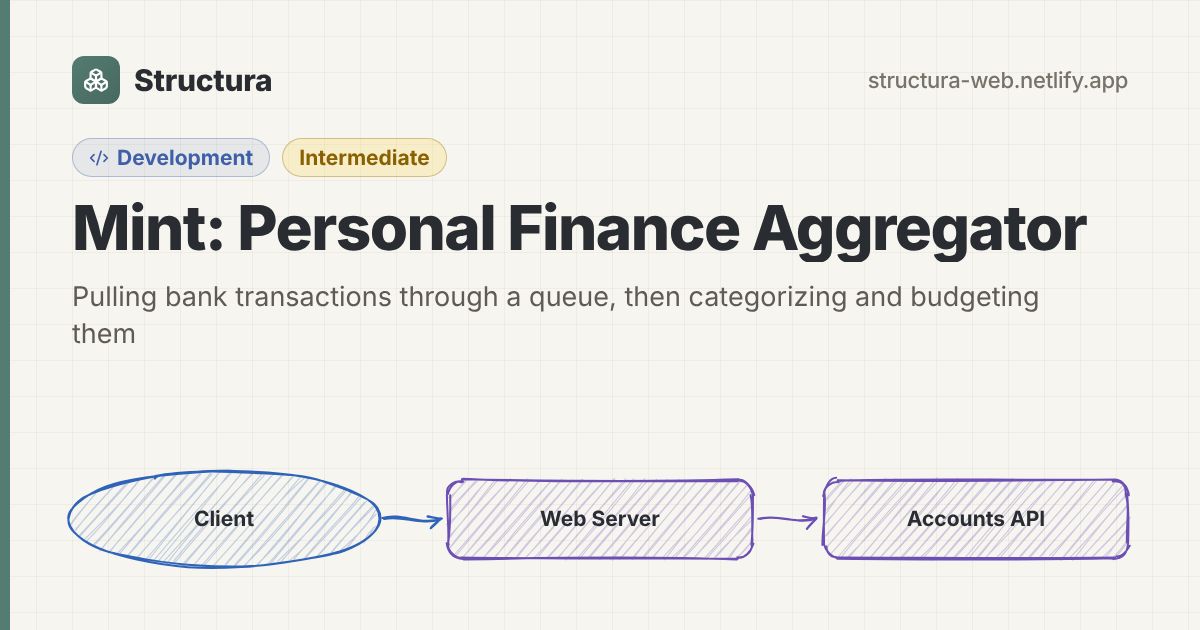 Structura
structura-web.netlify.app
Development
Intermediate
Mint: Personal Finance Aggregator
Pulling bank transactions through a queue, then categorizing and budgeting
them
Client
Web Server
Accounts API